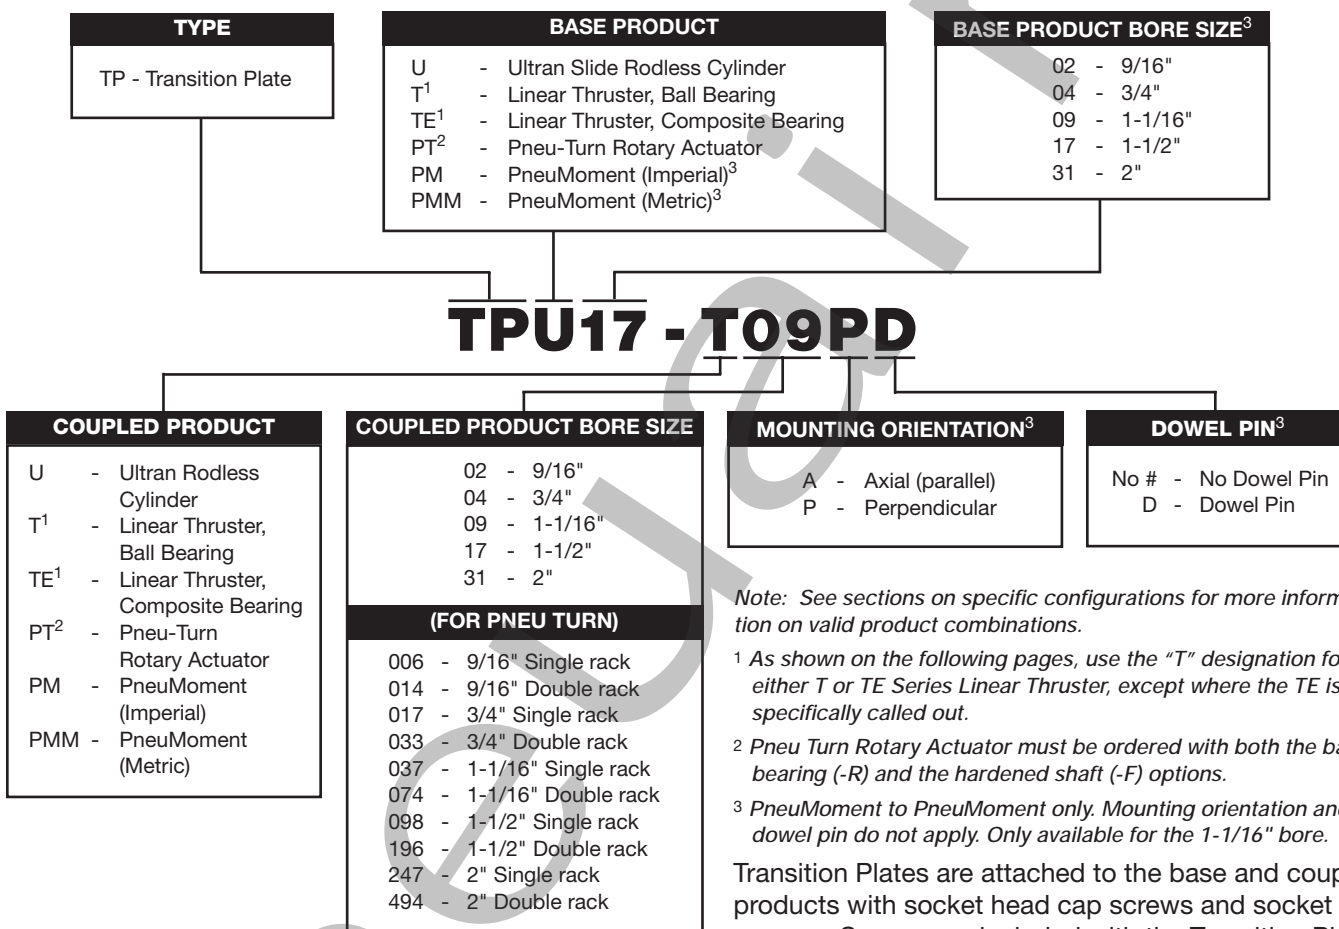 TYPE
TP - Transition Plate
BASE PRODUCT
U - Ultran Slide Rodless Cylinder
T1 - Linear Thruster, Ball Bearing
TE1 - Linear Thruster, Composite Bearing
PT2 - Pneu-Turn Rotary Actuator
PM - PneuMoment (Imperial)3
PMM - PneuMoment (Metric)3
BASE PRODUCT BORE SIZE3
02 - 9/16"
04 - 3/4"
09 - 1-1/16"
17 - 1-1/2"
31 - 2"
TPU17 - T09PD
COUPLED PRODUCT
U - Ultran Rodless
Cylinder
T1 - Linear Thruster,
Ball Bearing
TE1 - Linear Thruster,
Composite Bearing
PT2 - Pneu-Turn
Rotary Actuator
PM - PneuMoment
(Imperial)
PMM - PneuMoment
(Metric)
COUPLED PRODUCT BORE SIZE
02 - 9/16"
04 - 3/4"
09 - 1-1/16"
17 - 1-1/2"
31 - 2"
(FOR PNEU TURN)
006 - 9/16" Single rack
014 - 9/16" Double rack
017 - 3/4" Single rack
033 - 3/4" Double rack
037 - 1-1/16" Single rack
074 - 1-1/16" Double rack
098 - 1-1/2" Single rack
196 - 1-1/2" Double rack
247 - 2" Single rack
494 - 2" Double rack
MOUNTING ORIENTATION3
A - Axial (parallel)
P - Perpendicular
DOWEL PIN3
No # - No Dowel Pin
D - Dowel Pin
Note: See sections on specific configurations for more inform
tion on valid product combinations.
1 As shown on the following pages, use the "T" designation fo
either T or TE Series Linear Thruster, except where the TE is
specifically called out.
2 Pneu Turn Rotary Actuator must be ordered with both the ba
bearing (-R) and the hardened shaft (-F) options.
3 PneuMoment to PneuMoment only. Mounting orientation and
dowel pin do not apply. Only available for the 1-1/16" bore.
Transition Plates are attached to the base and coup
products with socket head cap screws and socket